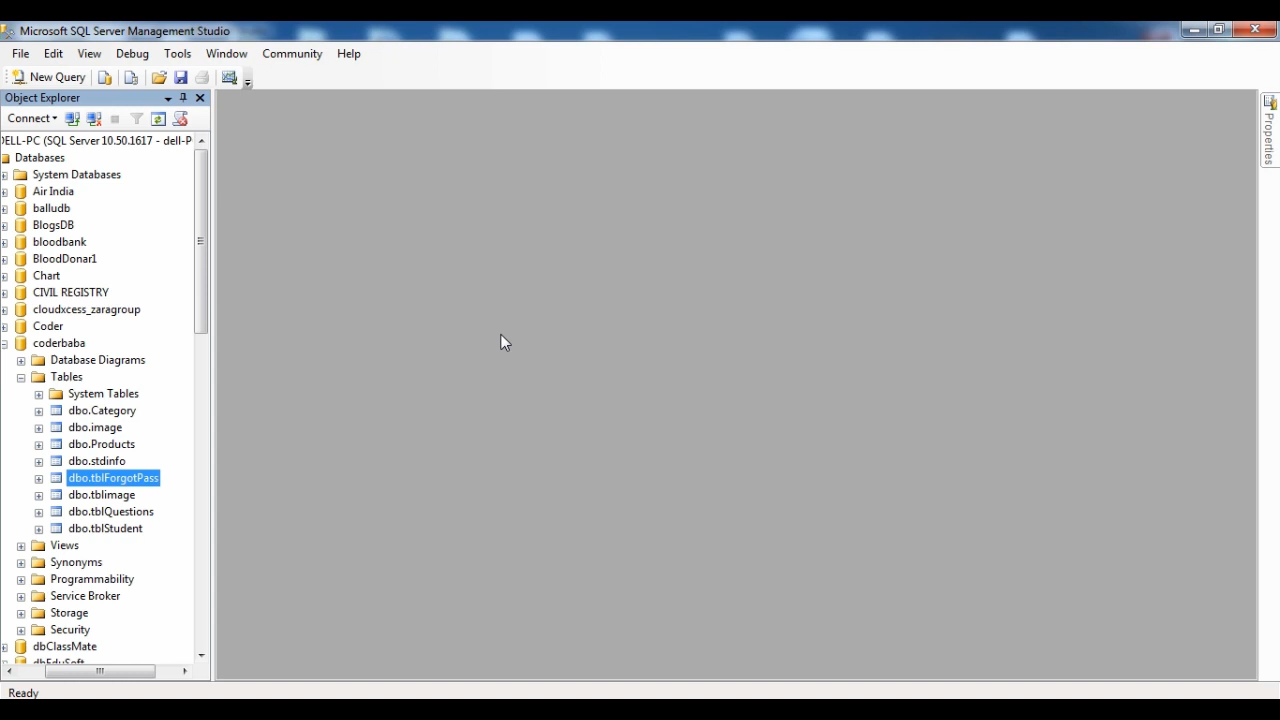 Microsoft SQL Server Management Studio
File Edit View Debug Tools Window Community Help
New Query
Object Explorer
Connect
DELL-PC (SQL Server 10.50.1617 - dell-P
Databases
System Databases
Air India
balludb
BlogsDB
bloodbank
BloodDonar1
Chart
CIVIL REGISTRY
cloudxcess_zaragroup
Coder
coderbaba
Database Diagrams
Tables
System Tables
dbo.Category
dbo.image
dbo.Products
dbo.stdinfo
dbo.tblForgotPass
dbo.tblimage
dbo.tblQuestions
dbo.tblStudent
Views
Synonyms
Programmability
Service Broker
Storage
Security
dbClassMate
dbEduSoft
Properties
Ready